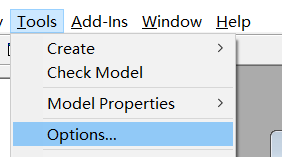 Tools Add-Ins Window Help
Create
Check Model
Model Properties
Options...